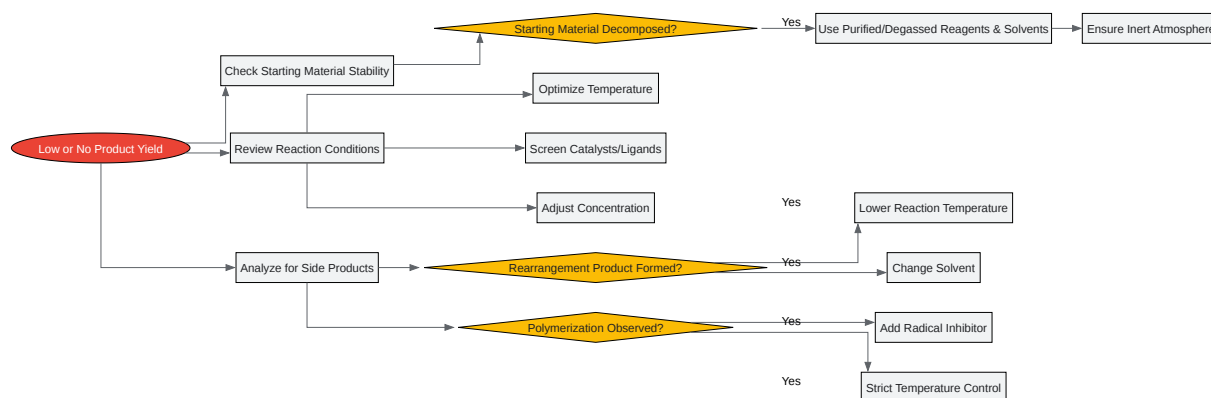 Starting Material Decomposed?
Yes
Use Purified/Degassed Reagents & Solvents
Ensure Inert Atmosphere
Check Starting Material Stability
Optimize Temperature
Low or No Product Yield
Review Reaction Conditions
Screen Catalysts/Ligands
Adjust Concentration
Yes
Lower Reaction Temperature
Analyze for Side Products
Rearrangement Product Formed?
Yes
Change Solvent
Polymerization Observed?
Yes
Add Radical Inhibitor
Yes
Strict Temperature Control